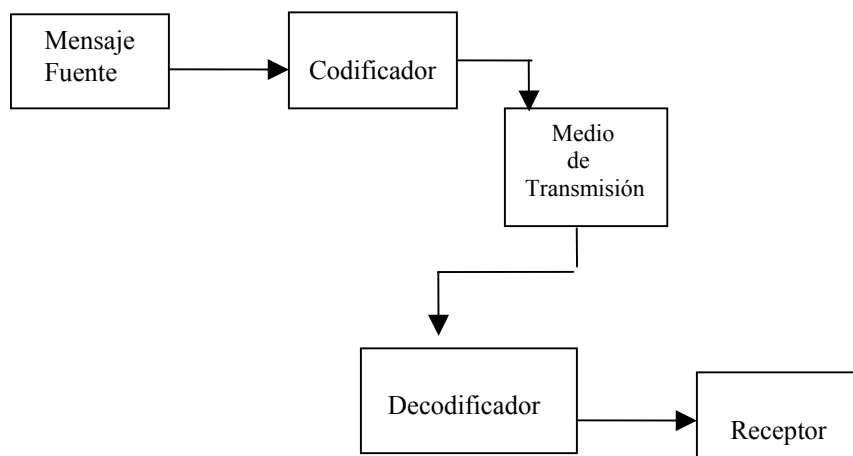 Mensaje
Fuente
Codificador
Medio
de
Transmisión
Decodificador
Receptor